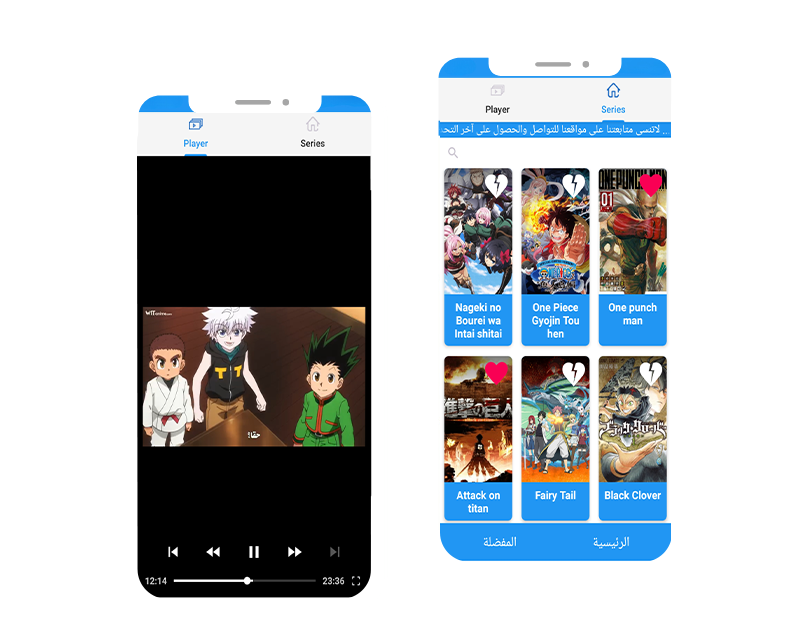 Player
Series
حقا!
12:14
23:36
Player
Series
... لاتنسى متابعتنا على مواقعنا للتواصل والحصول على آخر التحد
ONE PUNCH MAN
01
Nageki no
Bourei wa
Intai shitai
One Piece
Gyojin Tou
hen
One punch
man
進撃の巨人
Attack on
titan
Fairy Tail
Black Clover
المفضلة
الرئيسية